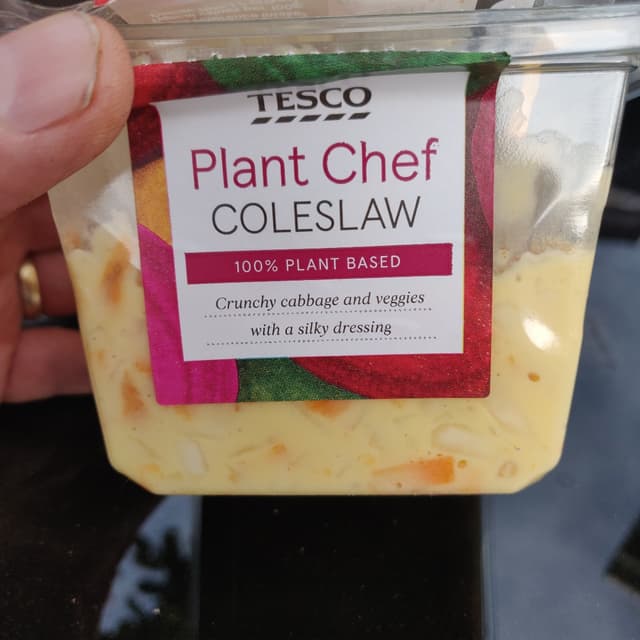 TESCO
Plant Chef
COLESLAW
100% PLANT BASED
Crunchy cabbage and veggies
with a silky dressing